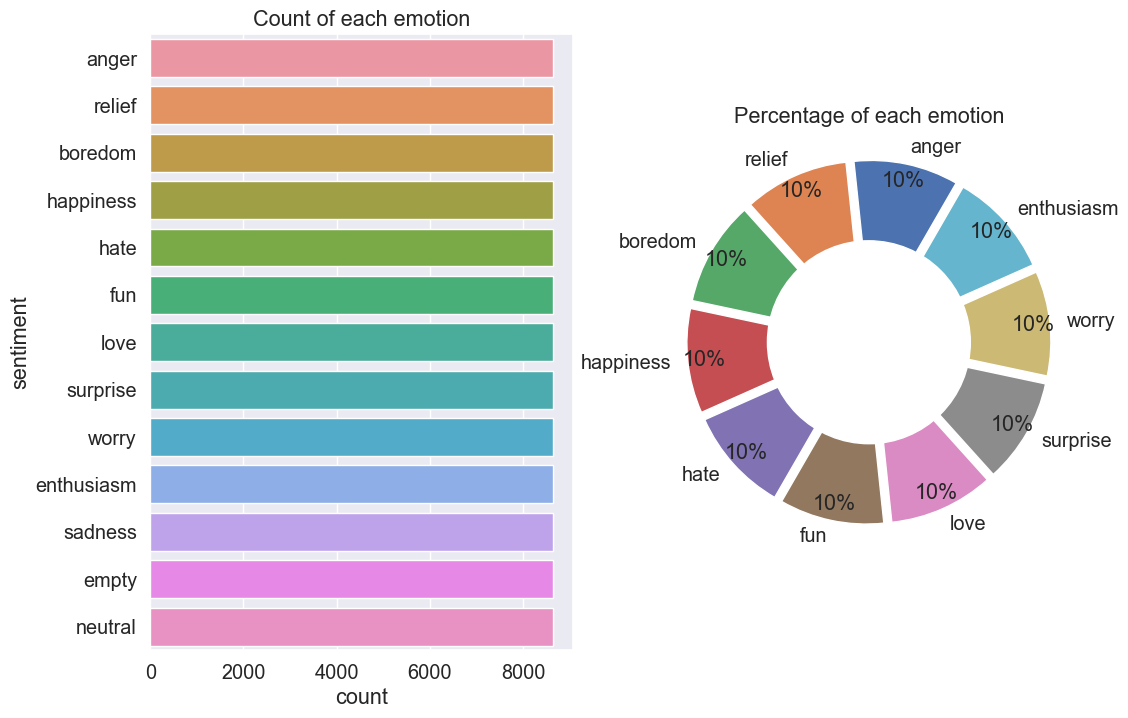 Count of each emotion
anger
relief
boredom
happiness
hate
fun
love
surprise
worry
enthusiasm
sadness
empty
neutral
sentiment
0 2000 4000 6000 8000
count
Percentage of each emotion
anger
10%
relief
10%
boredom
10%
happiness
10%
hate
10%
fun
10%
love
10%
surprise
10%
worry
10%
enthusiasm
10%